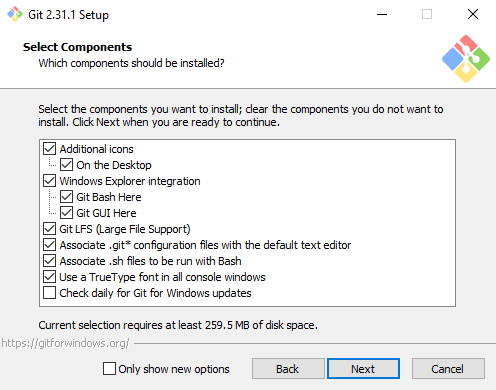 Git 2.31.1 Setup
Select Components
Which components should be installed?
Select the components you want to install; clear the components you do not want to
install. Click Next when you are ready to continue.
Additional icons
On the Desktop
Windows Explorer integration
Git Bash Here
Git GUI Here
Git LFS (Large File Support)
Associate .git* configuration files with the default text editor
Associate .sh files to be run with Bash
Use a TrueType font in all console windows
Check daily for Git for Windows updates
Current selection requires at least 259.5 MB of disk space.
https://gitforwindows.org/
Only show new options
Back
Next
Cancel